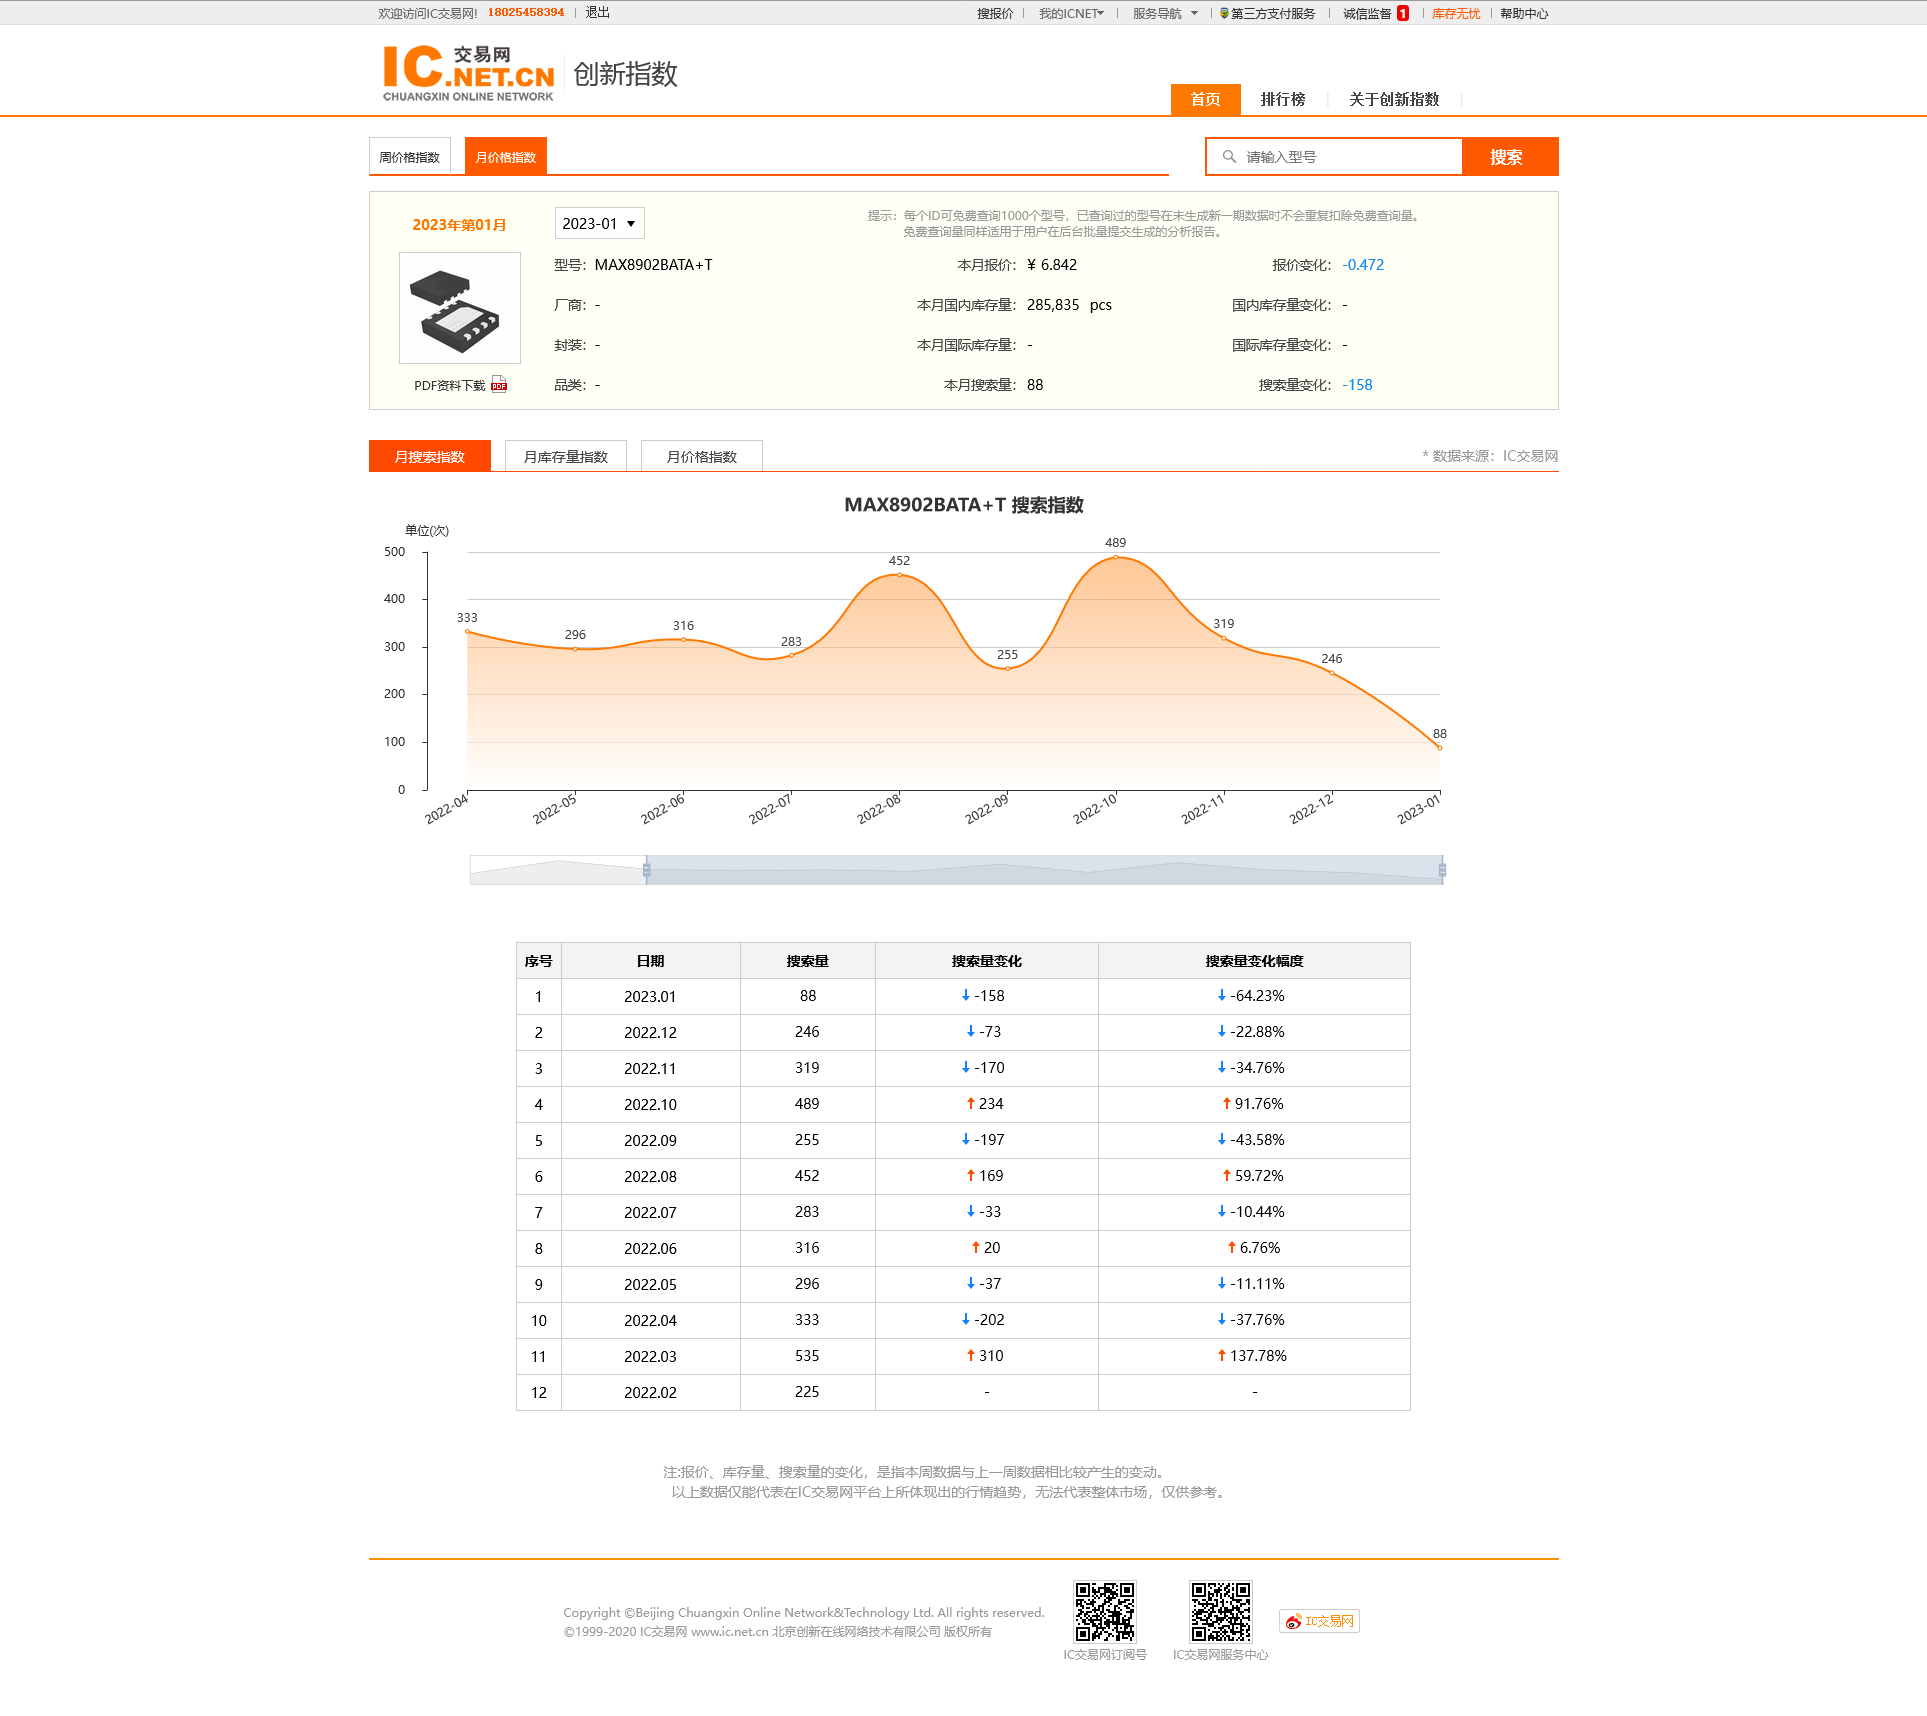 欢迎访问IC交易网! 18025458394 | 退出 搜报价 | 我的ICNET | 服务导航 | 第三方支付服务 | 诚信监督 1 | 库存无忧 | 帮助中心
IC交易网.NET.CN 创新指数
CHUANGXIN ONLINE NETWORK
首页 排行榜 关于创新指数
周价格指数 月价格指数 请输入型号 搜索
2023年第01月 2023-01
提示：每个ID可免费查询1000个型号，已查询过的型号在未生成新一期数据时不会重复扣除免费查询量。
免费查询量同样适用于用户在后台批量提交生成的分析报告。
型号：MAX8902BATA+T 本月报价：¥ 6.842 报价变化：-0.472
厂商：- 本月国内库存量：285,835 pcs 国内库存量变化：-
封装：- 本月国际库存量：- 国际库存量变化：-
PDF资料下载 PDF 品类：- 本月搜索量：88 搜索量变化：-158
月搜索指数 月库存量指数 月价格指数 * 数据来源：IC交易网
MAX8902BATA+T 搜索指数
单位(次)
500
400
300
200
100
0
333 296 316 283 452 255 489 319 246 88
2022-04 2022-05 2022-06 2022-07 2022-08 2022-09 2022-10 2022-11 2022-12 2023-01
序号 日期 搜索量 搜索量变化 搜索量变化幅度
1 2023.01 88 ↓ -158 ↓ -64.23%
2 2022.12 246 ↓ -73 ↓ -22.88%
3 2022.11 319 ↓ -170 ↓ -34.76%
4 2022.10 489 ↑ 234 ↑ 91.76%
5 2022.09 255 ↓ -197 ↓ -43.58%
6 2022.08 452 ↑ 169 ↑ 59.72%
7 2022.07 283 ↓ -33 ↓ -10.44%
8 2022.06 316 ↑ 20 ↑ 6.76%
9 2022.05 296 ↓ -37 ↓ -11.11%
10 2022.04 333 ↓ -202 ↓ -37.76%
11 2022.03 535 ↑ 310 ↑ 137.78%
12 2022.02 225 - -
注:报价、库存量、搜索量的变化，是指本周数据与上一周数据相比较产生的变动。
以上数据仅能代表在IC交易网平台上所体现出的行情趋势，无法代表整体市场，仅供参考。
Copyright ©Beijing Chuangxin Online Network&Technology Ltd. All rights reserved.
©1999-2020 IC交易网 www.ic.net.cn 北京创新在线网络技术有限公司 版权所有
IC交易网订阅号 IC交易网服务中心 IC交易网